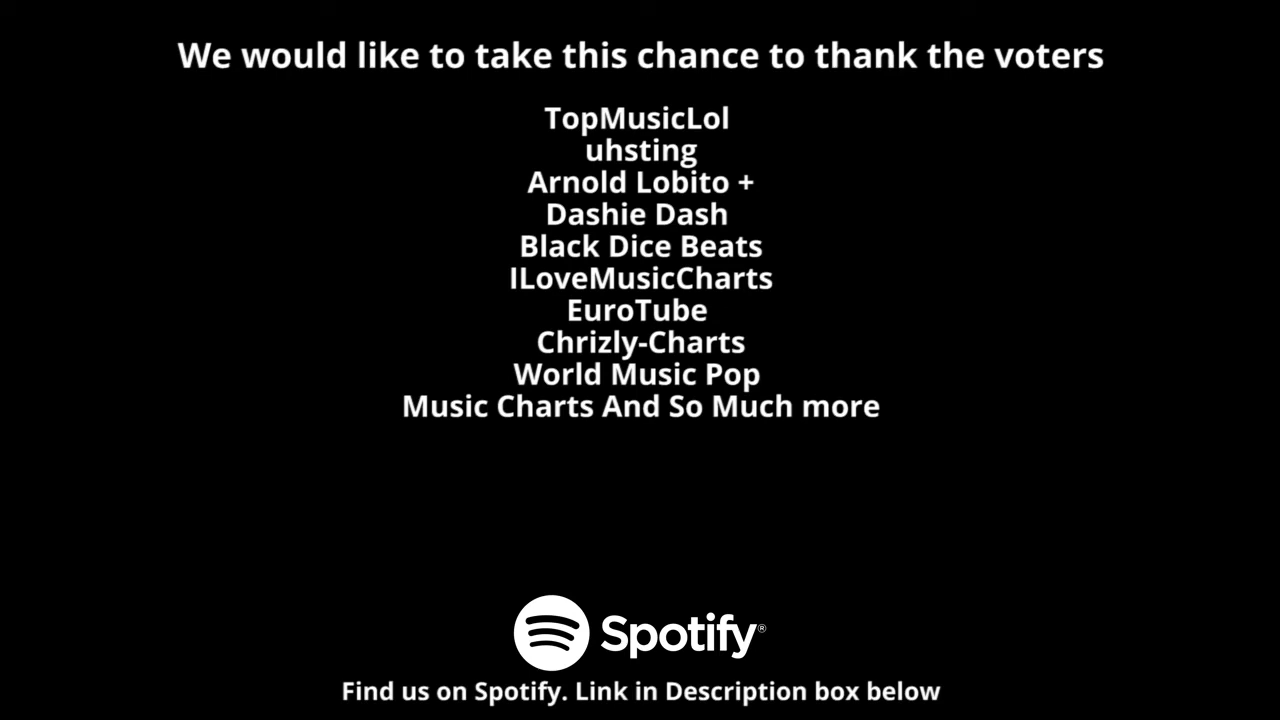 We would like to take this chance to thank the voters
TopMusicLol
uhsting
Arnold Lobito +
Dashie Dash
Black Dice Beats
ILoveMusicCharts
EuroTube
Chrizly-Charts
World Music Pop
Music Charts And So Much more
Spotify®
Find us on Spotify. Link in Description box below